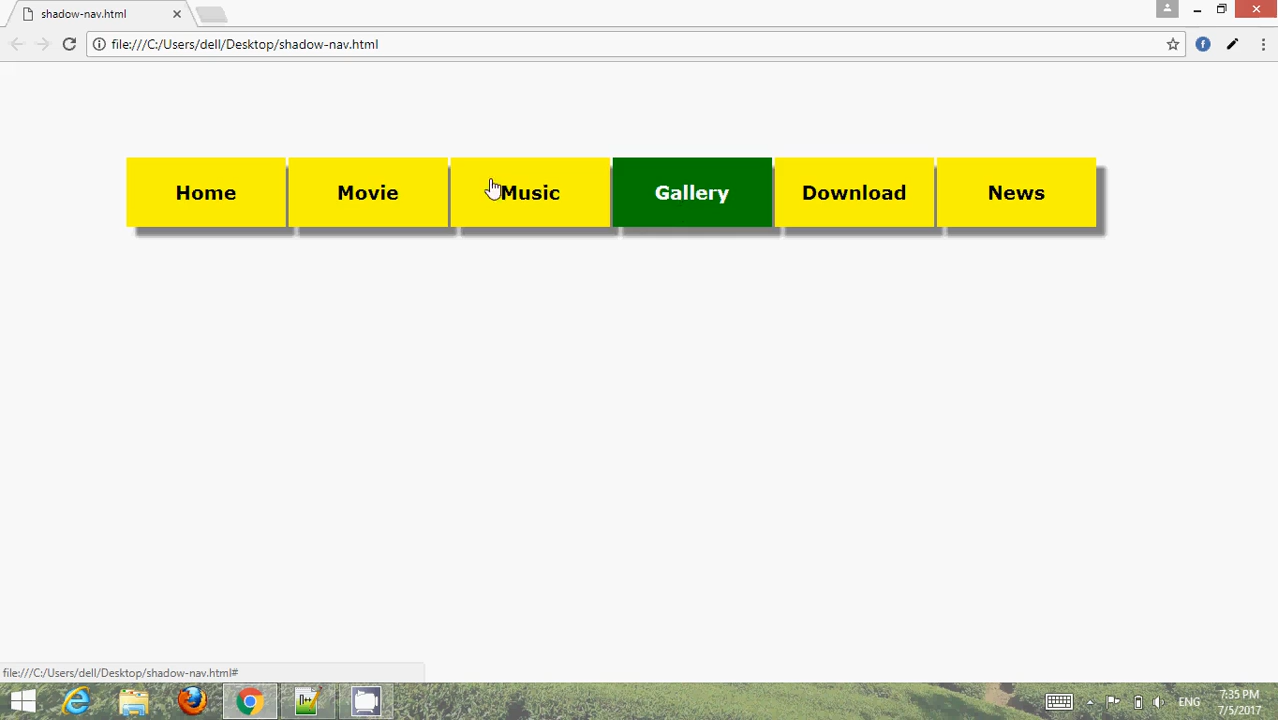 shadow-nav.html
file:///C:/Users/dell/Desktop/shadow-nav.html
Home Movie Music Gallery Download News
file:///C:/Users/dell/Desktop/shadow-nav.html#
ENG
7:35 PM
7/5/2017